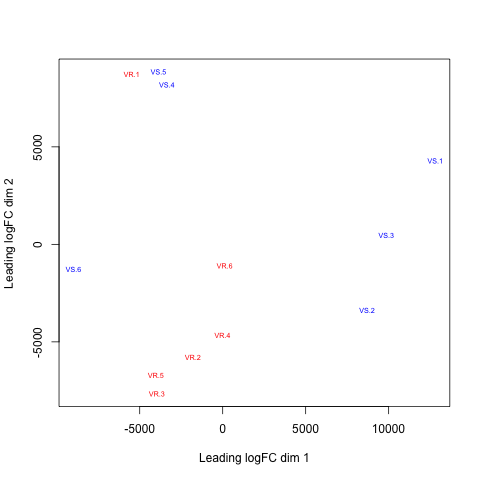 VR.1
VS.5
VS.4
VS.1
VS.3
VS.6
VR.6
VS.2
VR.4
VR.2
VR.5
VR.3
5000
0
-5000
Leading logFC dim 2
-5000 0 5000 10000
Leading logFC dim 1